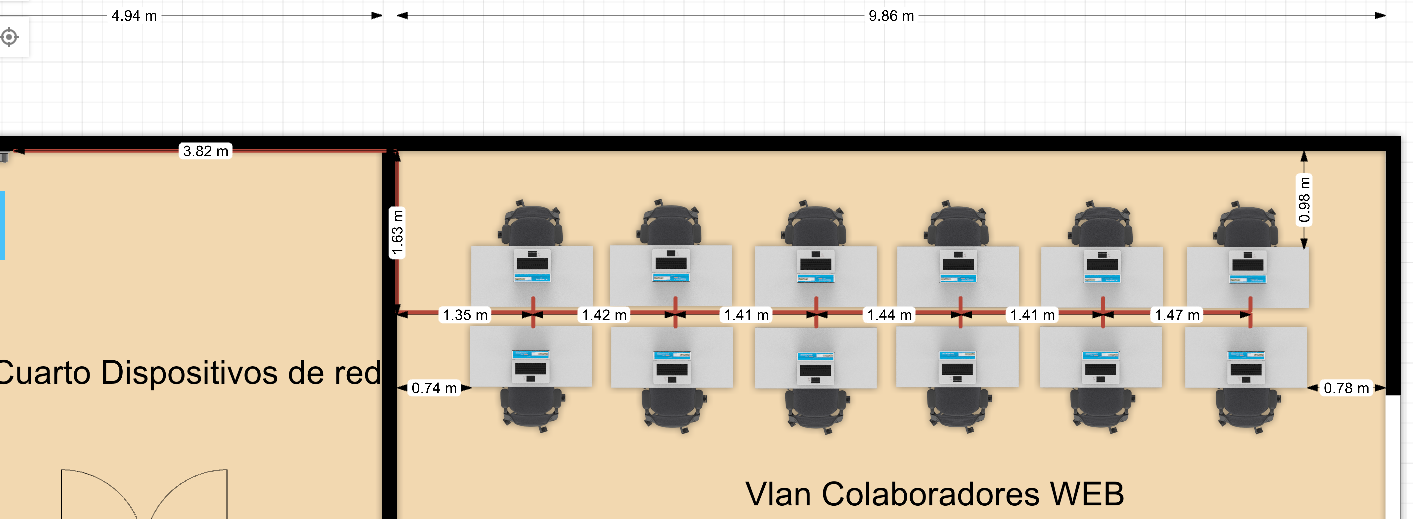 4.94 m
9.86 m
3.82 m
1.63 m
0.98 m
1.35 m
1.42 m
1.41 m
1.44 m
1.41 m
1.47 m
Cuarto Dispositivos de red
0.74 m
0.78 m
Vlan Colaboradores WEB